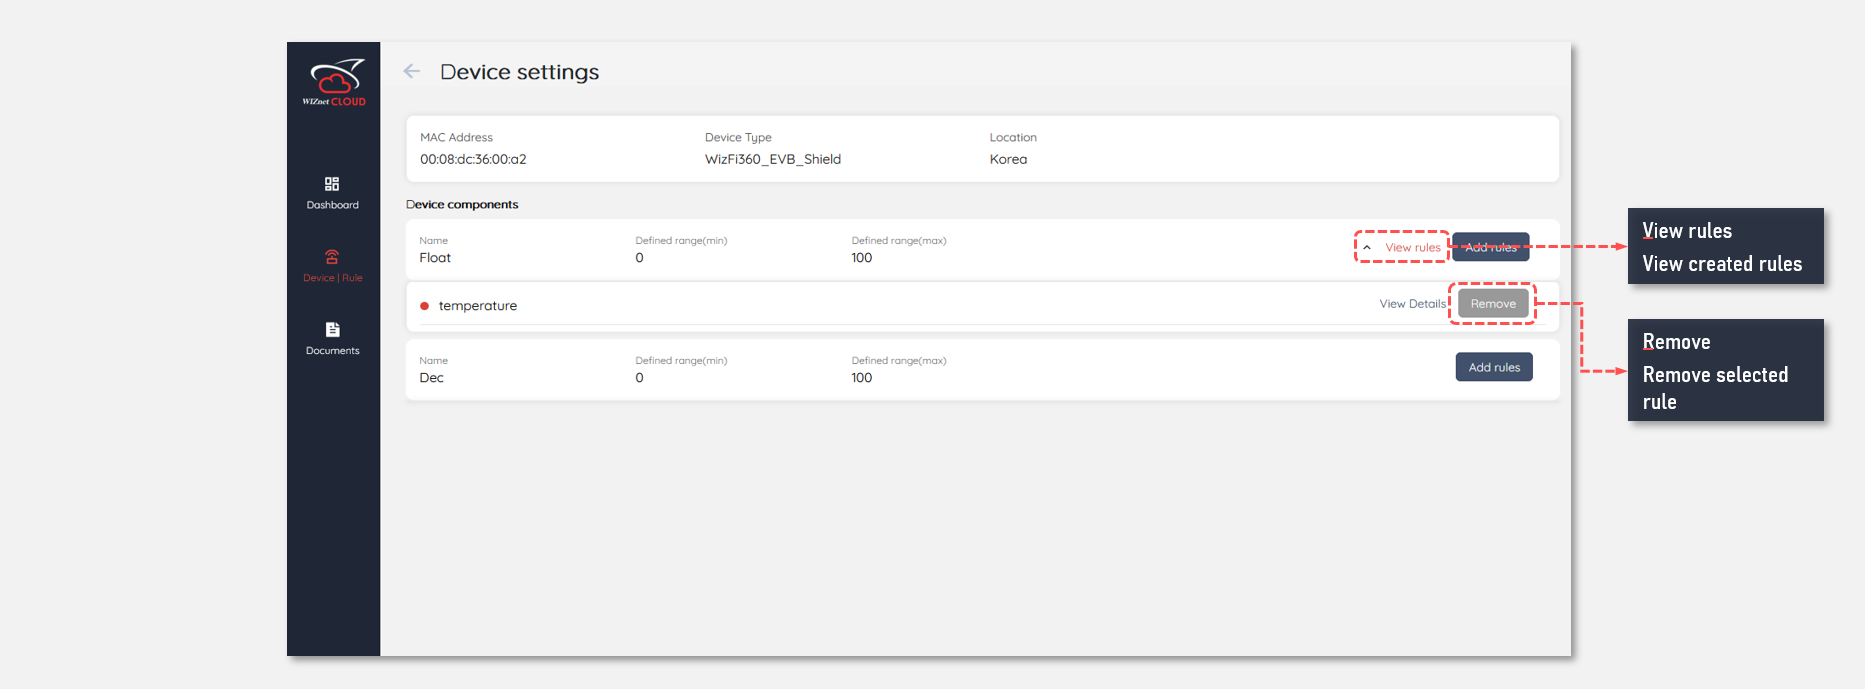 WIZnet CLOUD
Device settings
MAC Address Device Type Location
00:08:dc:36:00:a2 WizFi360_EVB_Shield Korea
Dashboard
Device components
Name Defined range(min) Defined range(max)
Float 0 100
View rules Add rules
Device | Rule
temperature View Details Remove
Documents
Name Defined range(min) Defined range(max)
Dec 0 100
Add rules
View rules
View created rules
Remove
Remove selected
rule